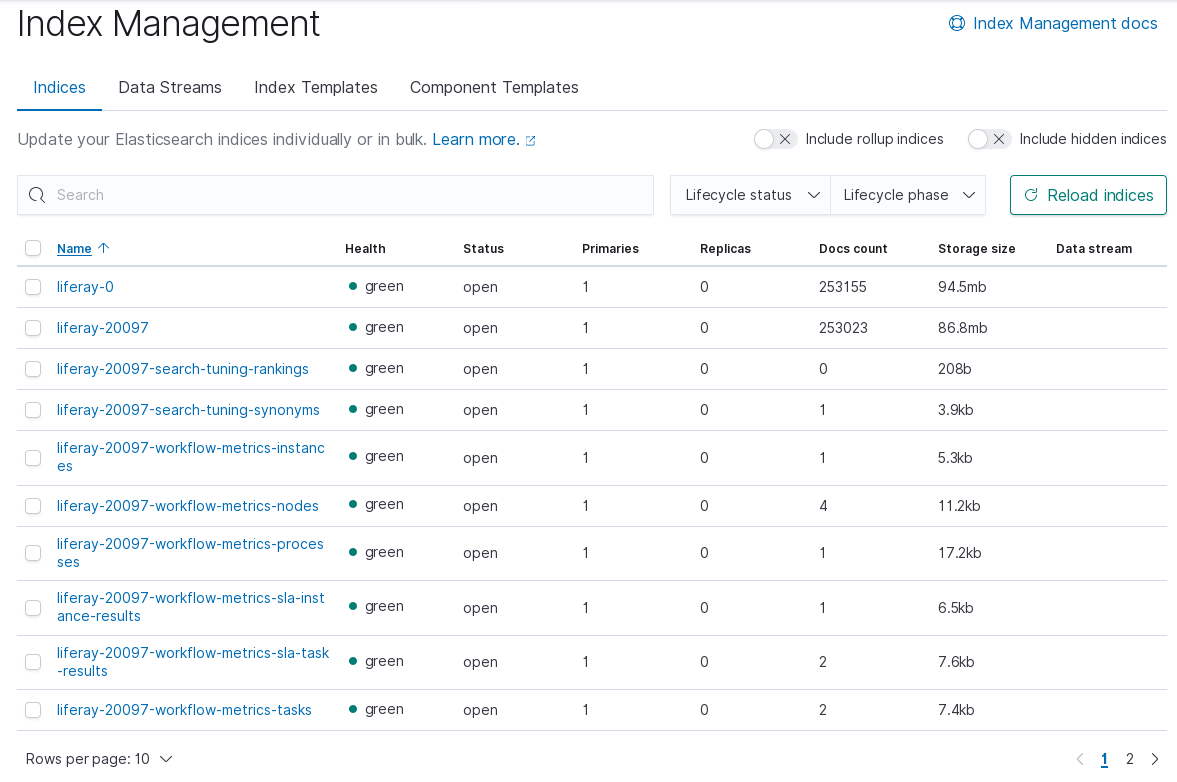 Index Management
Index Management docs
Indices Data Streams Index Templates Component Templates
Update your Elasticsearch indices individually or in bulk. Learn more. Include rollup indices Include hidden indices
Search Lifecycle status Lifecycle phase Reload indices
Name Health Status Primaries Replicas Docs count Storage size Data stream
liferay-0 green open 1 0 253155 94.5mb
liferay-20097 green open 1 0 253023 86.8mb
liferay-20097-search-tuning-rankings green open 1 0 0 208b
liferay-20097-search-tuning-synonyms green open 1 0 1 3.9kb
liferay-20097-workflow-metrics-instanc
es green open 1 0 1 5.3kb
liferay-20097-workflow-metrics-nodes green open 1 0 4 11.2kb
liferay-20097-workflow-metrics-proces
ses green open 1 0 1 17.2kb
liferay-20097-workflow-metrics-sla-inst
ance-results green open 1 0 1 6.5kb
liferay-20097-workflow-metrics-sla-task
-results green open 1 0 2 7.6kb
liferay-20097-workflow-metrics-tasks green open 1 0 2 7.4kb
Rows per page: 10 1 2